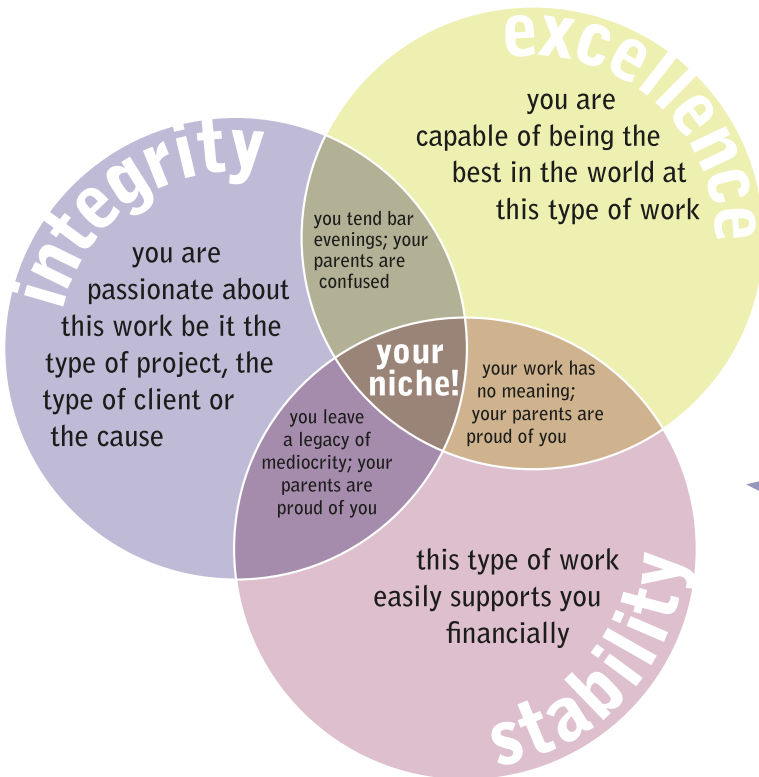 excellence
you are
capable of being the
best in the world at
this type of work
integrity
you are
passionate about
this work be it the
type of project, the
type of client or
the cause
you tend bar
evenings; your
parents are
confused
your
niche!
your work has
no meaning;
your parents are
proud of you
you leave
a legacy of
mediocrity; your
parents are
proud of you
this type of work
easily supports you
financially
stability